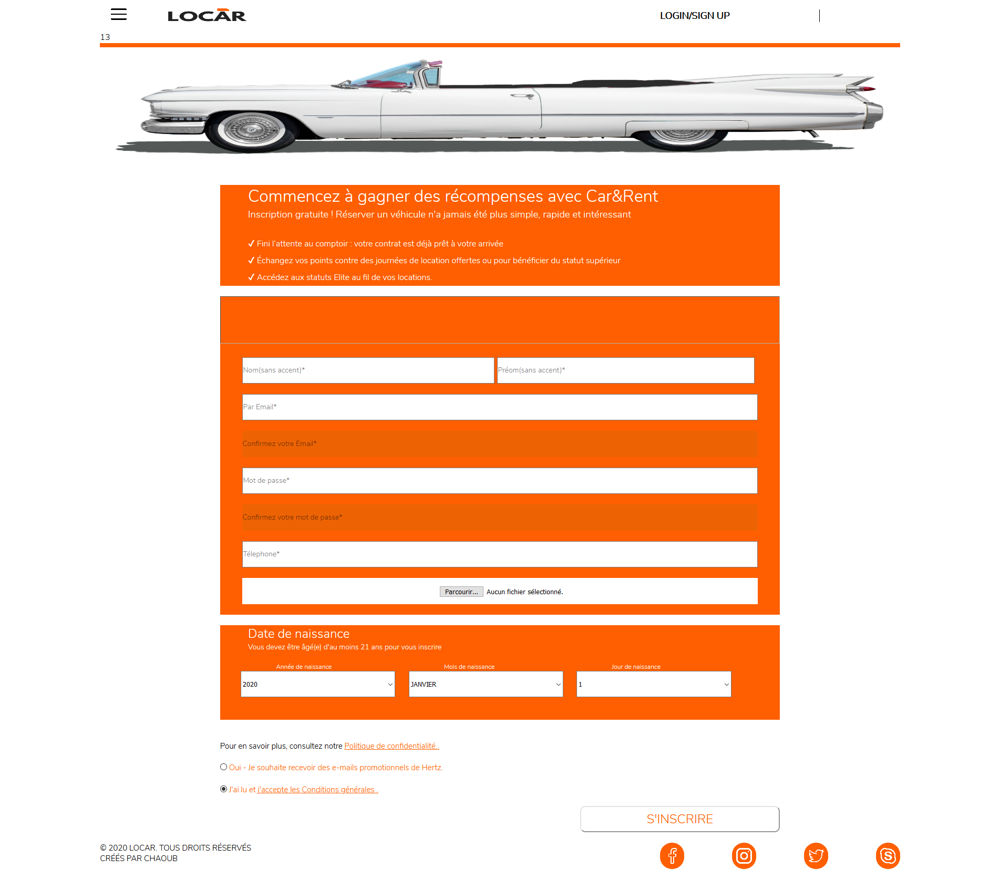 LOCAR
LOGIN/SIGN UP
13
Commencez à gagner des récompenses avec Car&Rent
Inscription gratuite ! Réserver un véhicule n'a jamais été plus simple, rapide et intéressant
✓ Fini l'attente au comptoir : votre contrat est déjà prêt à votre arrivée
✓ Échangez vos points contre des journées de location offertes ou pour bénéficier du statut supérieur
✓ Accédez aux statuts Elite au fil de vos locations.
Nom(sans accent)* Préom(sans accent)*
Par Email*
Confirmez votre Email*
Mot de passe*
Confirmez votre mot de passe*
Télephone*
Parcourir... Aucun fichier sélectionné.
Date de naissance
Vous devez être âgé(e) d'au moins 21 ans pour vous inscrire
Année de naissance Mois de naissance Jour de naissance
2020 JANVIER 1
Pour en savoir plus, consultez notre Politique de confidentialité..
Oui - Je souhaite recevoir des e-mails promotionnels de Hertz.
J'ai lu et j'accepte les Conditions générales .
S'INSCRIRE
© 2020 LOCAR. TOUS DROITS RÉSERVÉS
CRÉÉS PAR CHAOUB